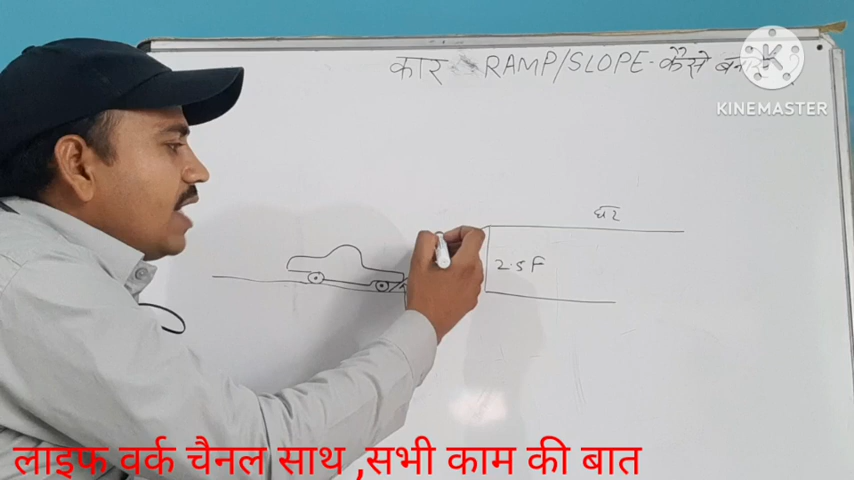 कार RAMP/SLOPE-कैसे
KINEMASTER
घर
2.5F
लाइफ वर्क चैनल साथ ,सभी काम की बात